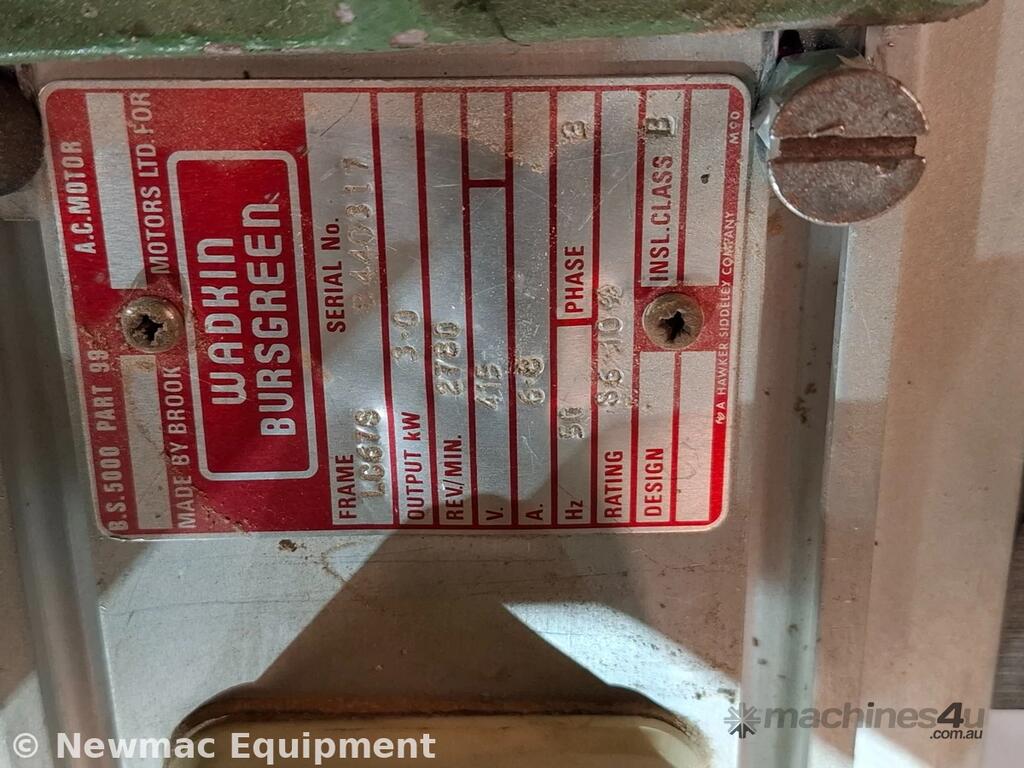 B.S. 5000 PART 99 A.C. MOTOR
MADE BY BROOK MOTORS LTD. FOR
WADKIN
BURSGREEN
FRAME SERIAL No.
OUTPUT kW 3·0
REV/MIN.
V. 415
A.
Hz 50 PHASE 3
RATING
DESIGN INSL. CLASS B
A HAWKER SIDDELEY COMPANY M90
© Newmac Equipment
machines4u
.com.au